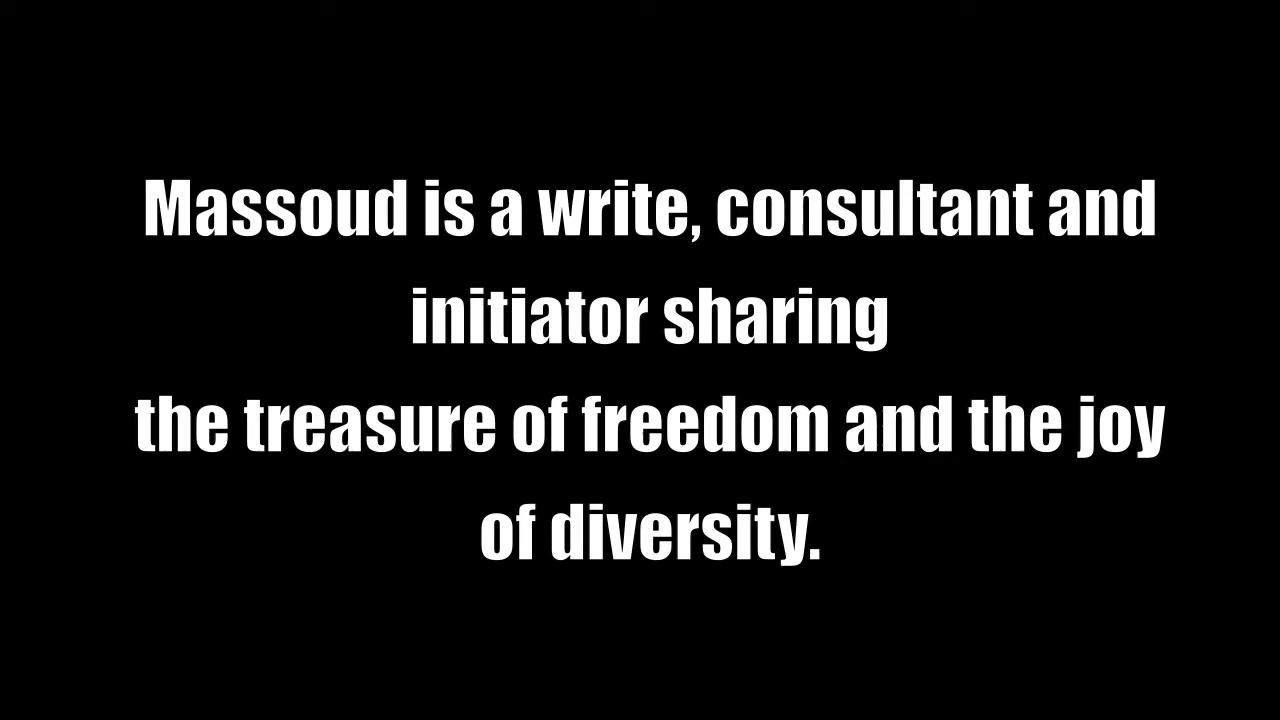 Massoud is a write, consultant and
initiator sharing
the treasure of freedom and the joy
of diversity.